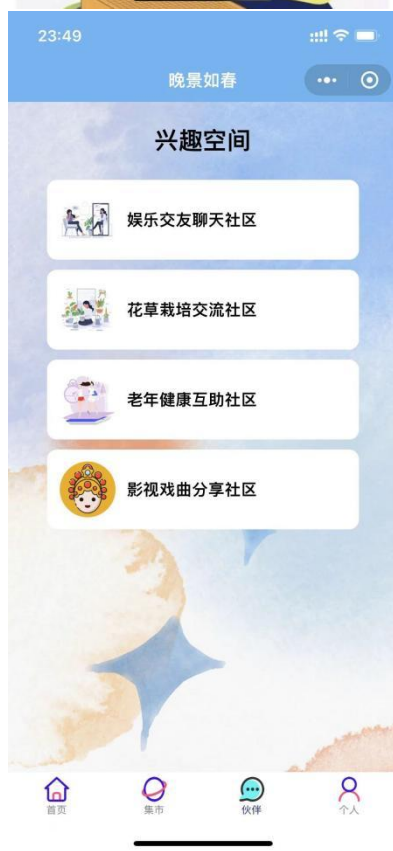 23:49
晚景如春
兴趣空间
娱乐交友聊天社区
花草栽培交流社区
老年健康互助社区
影视戏曲分享社区
首页
集市
伙伴
个人